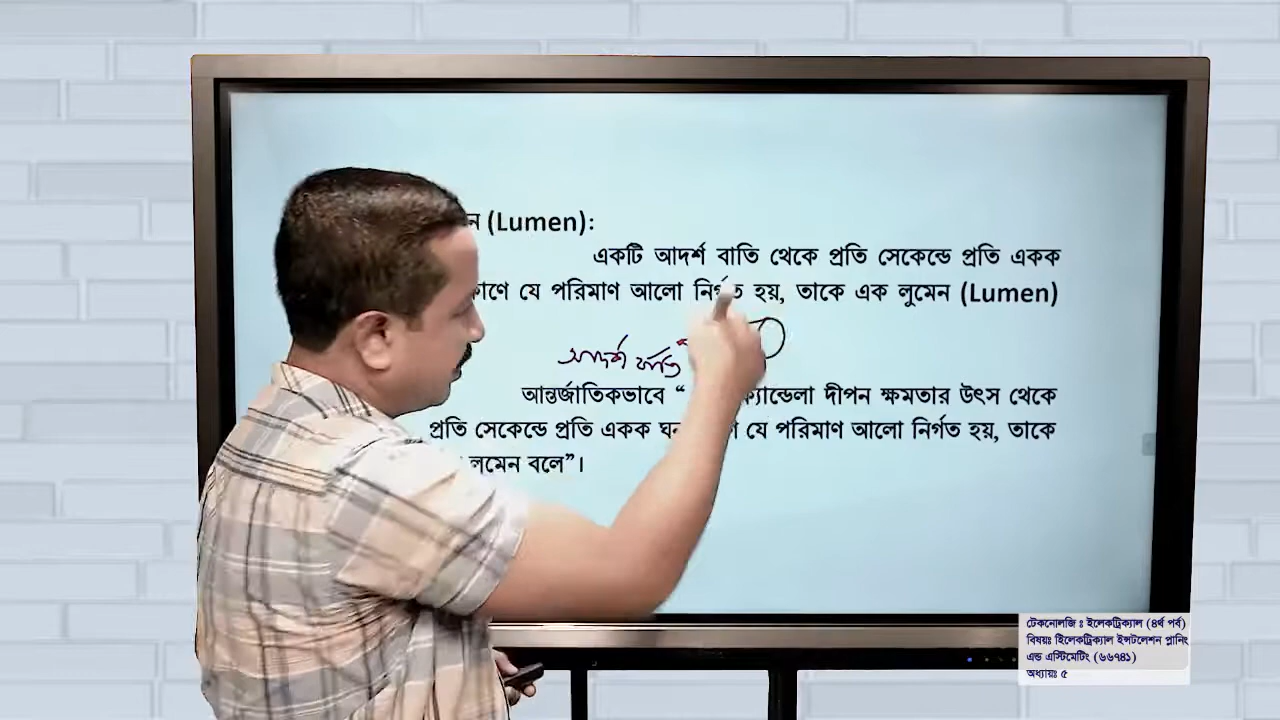 ন (Lumen):
একটি আদর্শ বাতি থেকে প্রতি সেকেন্ডে প্রতি একক
কোণে যে পরিমাণ আলো নির্গত হয়, তাকে এক লুমেন (Lumen)
আদর্শ বাতি
আন্তর্জাতিকভাবে “ ক্যান্ডেলা দীপন ক্ষমতার উৎস থেকে
প্রতি সেকেন্ডে প্রতি একক যে পরিমাণ আলো নির্গত হয়, তাকে
লুমেন বলে”।
টেকনোলজি ঃ ইলেকট্রিক্যাল (৪র্থ পর্ব)
বিষয়ঃ ইলেকট্রিক্যাল ইন্সটলেশন প্লানিং
এন্ড এস্টিমেটিং (৬৬৭৪১)
অধ্যায়ঃ ৫